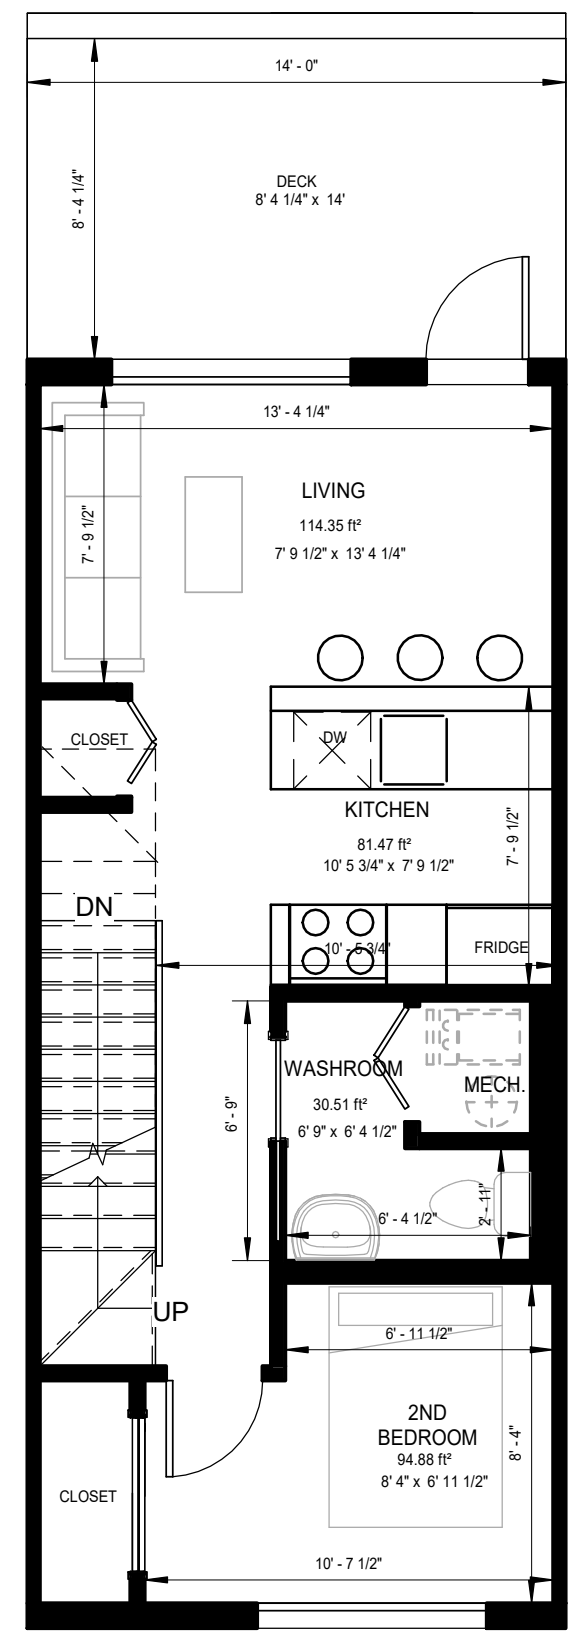 14' - 0"
8' - 4 1/4"
DECK
8' 4 1/4" x 14'
13' - 4 1/4"
7' - 9 1/2"
LIVING
114.35 ft²
7' 9 1/2" x 13' 4 1/4"
CLOSET
DW
KITCHEN
81.47 ft²
10' 5 3/4" x 7' 9 1/2"
7' - 9 1/2"
DN
10' - 5 3/4"
FRIDGE
WASHROOM
MECH.
30.51 ft²
6' 9" x 6' 4 1/2"
6' - 9"
6' - 4 1/2"
2' - 11"
UP
6' - 11 1/2"
2ND
BEDROOM
94.88 ft²
8' 4" x 6' 11 1/2"
8' - 4"
CLOSET
10' - 7 1/2"